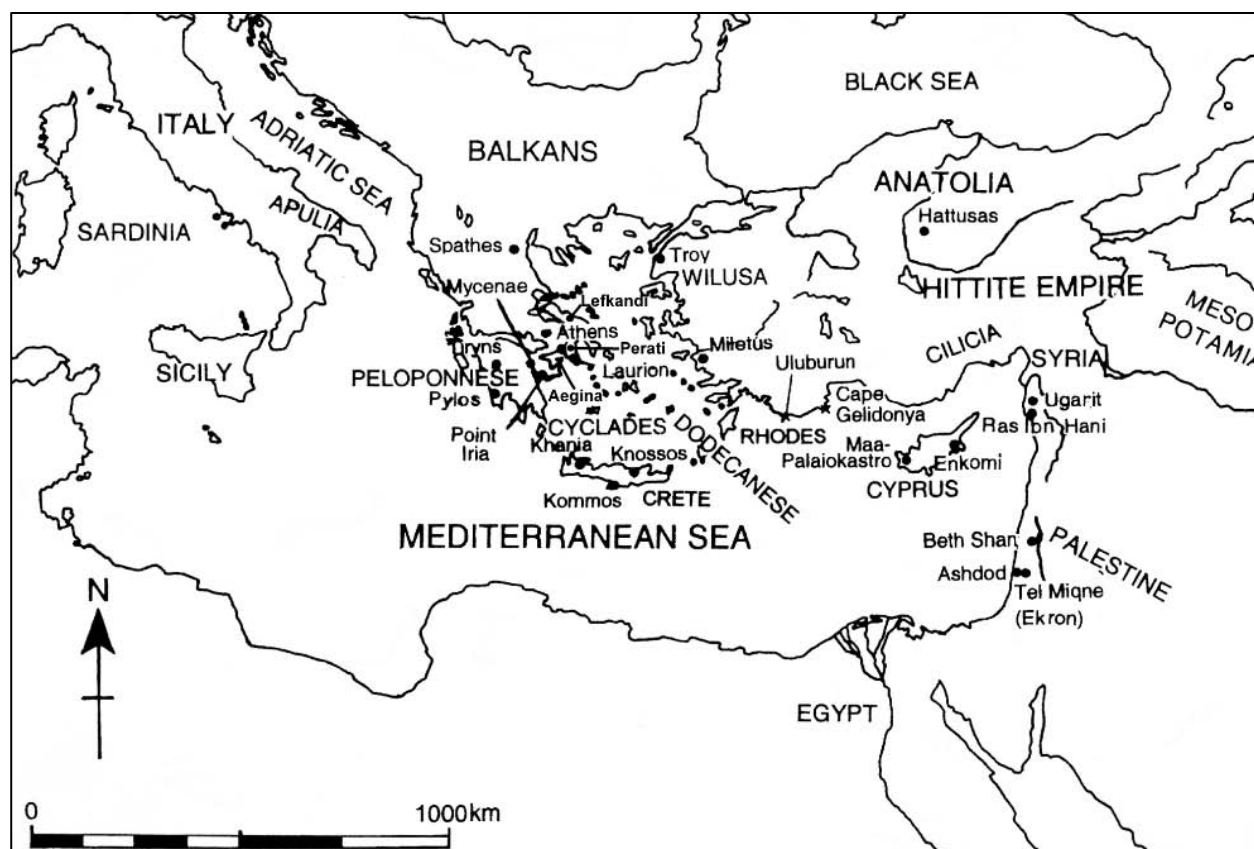 BLACK SEA
ITALY
ADRIATIC SEA
BALKANS
ANATOLIA
APULIA
Hattusas
SARDINIA
Spathes
Troy
WILUSA
Mycenae
HITTITE EMPIRE
Lefkandi
MESO
POTAMIA
Athens
Tiryns
Perati
Miletus
CILICIA
SYRIA
SICILY
Uluburun
Laurion
PELOPONNESE
Pylos
Aegina
Cape
Gelidonya
Ugarit
Ras Ibn Hani
CYCLADES
DODECANESE
RHODES
Point
Iria
Khania
Knossos
Maa-
Palaiokastro
Enkomi
CYPRUS
Kommos
CRETE
MEDITERRANEAN SEA
Beth Shan
PALESTINE
Ashdod
Tel Miqne
(Ekron)
N
EGYPT
0
1000km